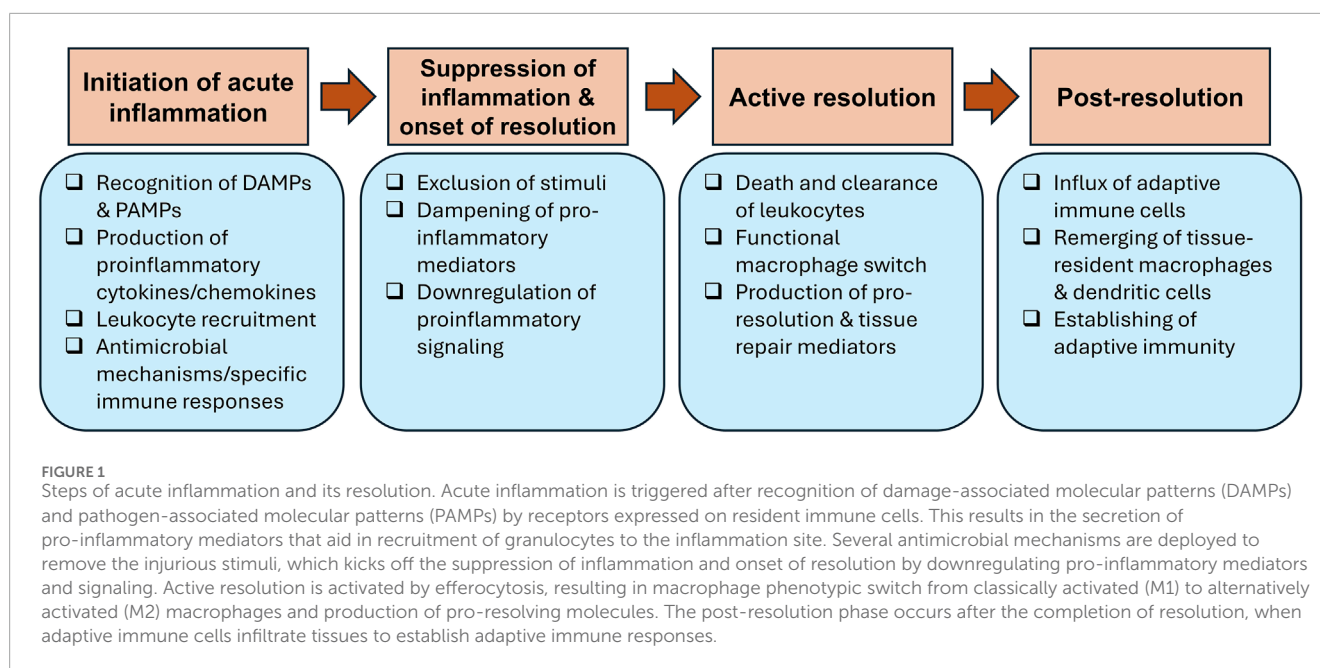 Initiation of acute
inflammation
Suppression of
inflammation &
onset of resolution
Active resolution
Post-resolution
Recognition of DAMPs
& PAMPs
Production of
proinflammatory
cytokines/chemokines
Leukocyte recruitment
Antimicrobial
mechanisms/specific
immune responses
Exclusion of stimuli
Dampening of pro-
inflammatory
mediators
Downregulation of
proinflammatory
signaling
Death and clearance
of leukocytes
Functional
macrophage switch
Production of pro-
resolution & tissue
repair mediators
Influx of adaptive
immune cells
Remerging of tissue-
resident macrophages
& dendritic cells
Establishing of
adaptive immunity
FIGURE 1
Steps of acute inflammation and its resolution. Acute inflammation is triggered after recognition of damage-associated molecular patterns (DAMPs)
and pathogen-associated molecular patterns (PAMPs) by receptors expressed on resident immune cells. This results in the secretion of
pro-inflammatory mediators that aid in recruitment of granulocytes to the inflammation site. Several antimicrobial mechanisms are deployed to
remove the injurious stimuli, which kicks off the suppression of inflammation and onset of resolution by downregulating pro-inflammatory mediators
and signaling. Active resolution is activated by efferocytosis, resulting in macrophage phenotypic switch from classically activated (M1) to alternatively
activated (M2) macrophages and production of pro-resolving molecules. The post-resolution phase occurs after the completion of resolution, when
adaptive immune cells infiltrate tissues to establish adaptive immune responses.